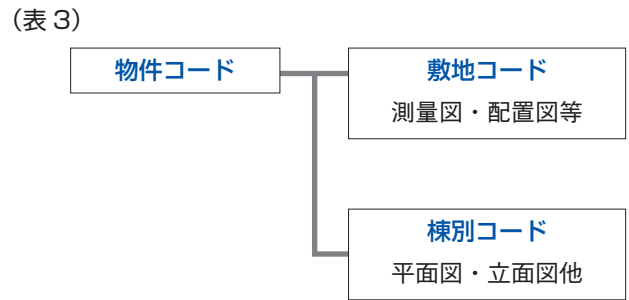 （表 3）
物件コード
敷地コード
測量図・配置図等
棟別コード
平面図・立面図他